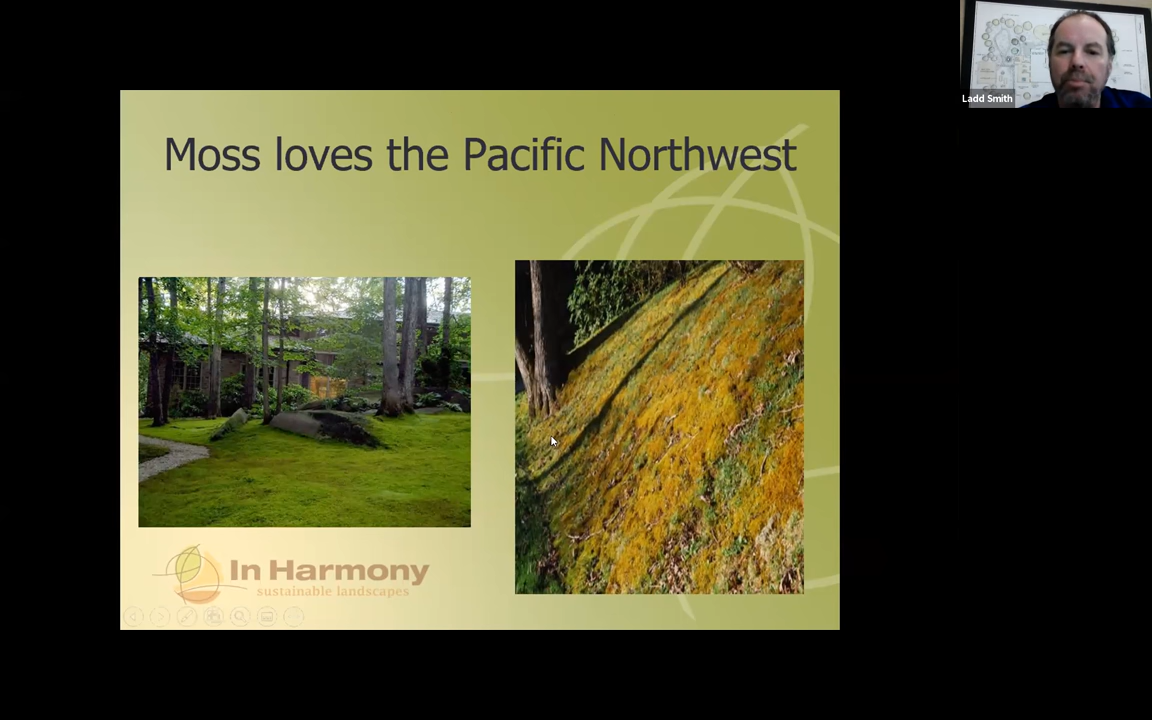 Moss loves the Pacific Northwest
In Harmony
sustainable landscapes
Ladd Smith